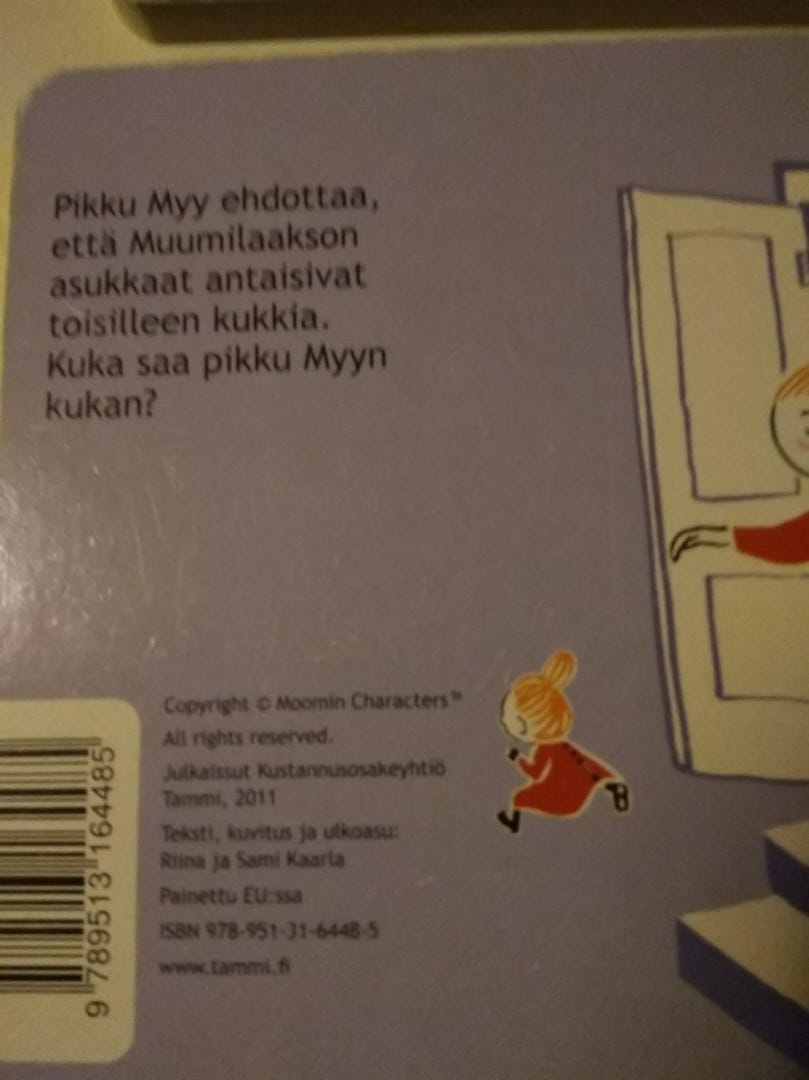 Pikku Myy ehdottaa,
että Muumilaakson
asukkaat antaisivat
toisilleen kukkia.
Kuka saa pikku Myyn
kukan?
Copyright © Moomin Characters™
All rights reserved.
Julkaissut Kustannusosakeyhtiö
Tammi, 2011
Teksti, kuvitus ja ulkoasu:
Riina ja Sami Kaarla
Painettu EU:ssa
ISBN 978-951-31-6448-5
www.tammi.fi
9 789513 164485